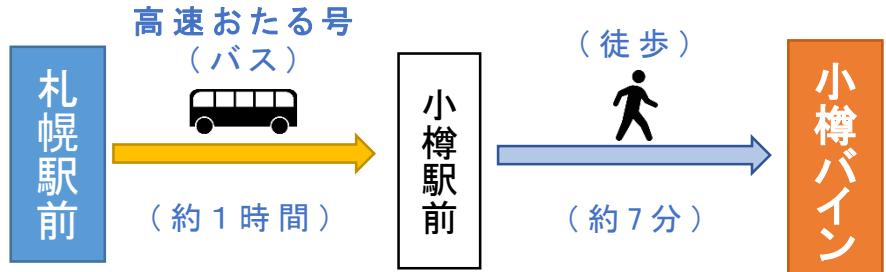 札幌駅前
高速おたる号
（バス）
（約１時間）
小樽駅前
（徒歩）
（約7分）
小樽バイン